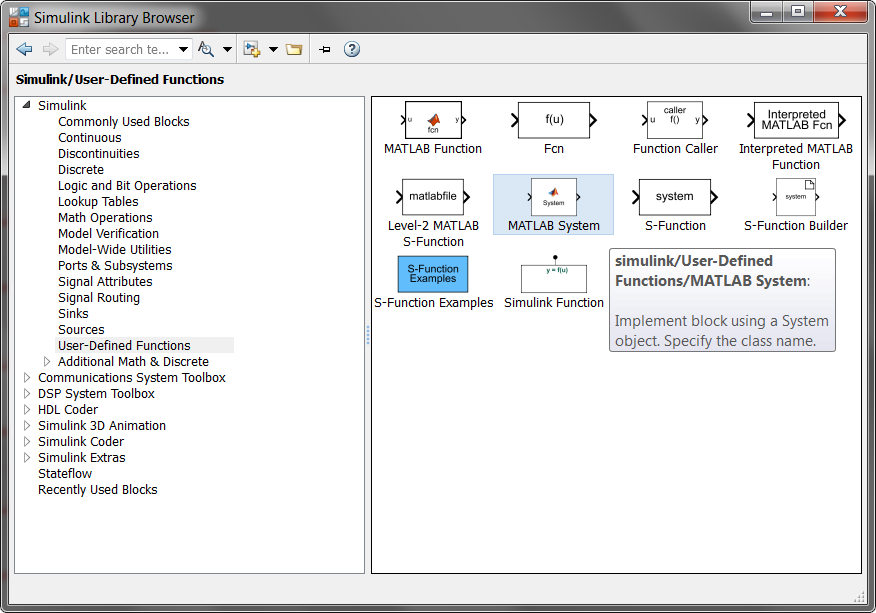 Simulink Library Browser
Enter search te...
Simulink/User-Defined Functions
Simulink
Commonly Used Blocks
Continuous
Discontinuities
Discrete
Logic and Bit Operations
Lookup Tables
Math Operations
Model Verification
Model-Wide Utilities
Ports & Subsystems
Signal Attributes
Signal Routing
Sinks
Sources
User-Defined Functions
Additional Math & Discrete
Communications System Toolbox
DSP System Toolbox
HDL Coder
Simulink 3D Animation
Simulink Coder
Simulink Extras
Stateflow
Recently Used Blocks
u y
fcn
MATLAB Function
f(u)
Fcn
caller
u f() y
Function Caller
Interpreted
MATLAB Fcn
Interpreted MATLAB
Function
matlabfile
Level-2 MATLAB
S-Function
System
MATLAB System
system
S-Function
system
S-Function Builder
S-Function
Examples
S-Function Examples
y = f(u)
Simulink Function
simulink/User-Defined
Functions/MATLAB System:
Implement block using a System
object. Specify the class name.